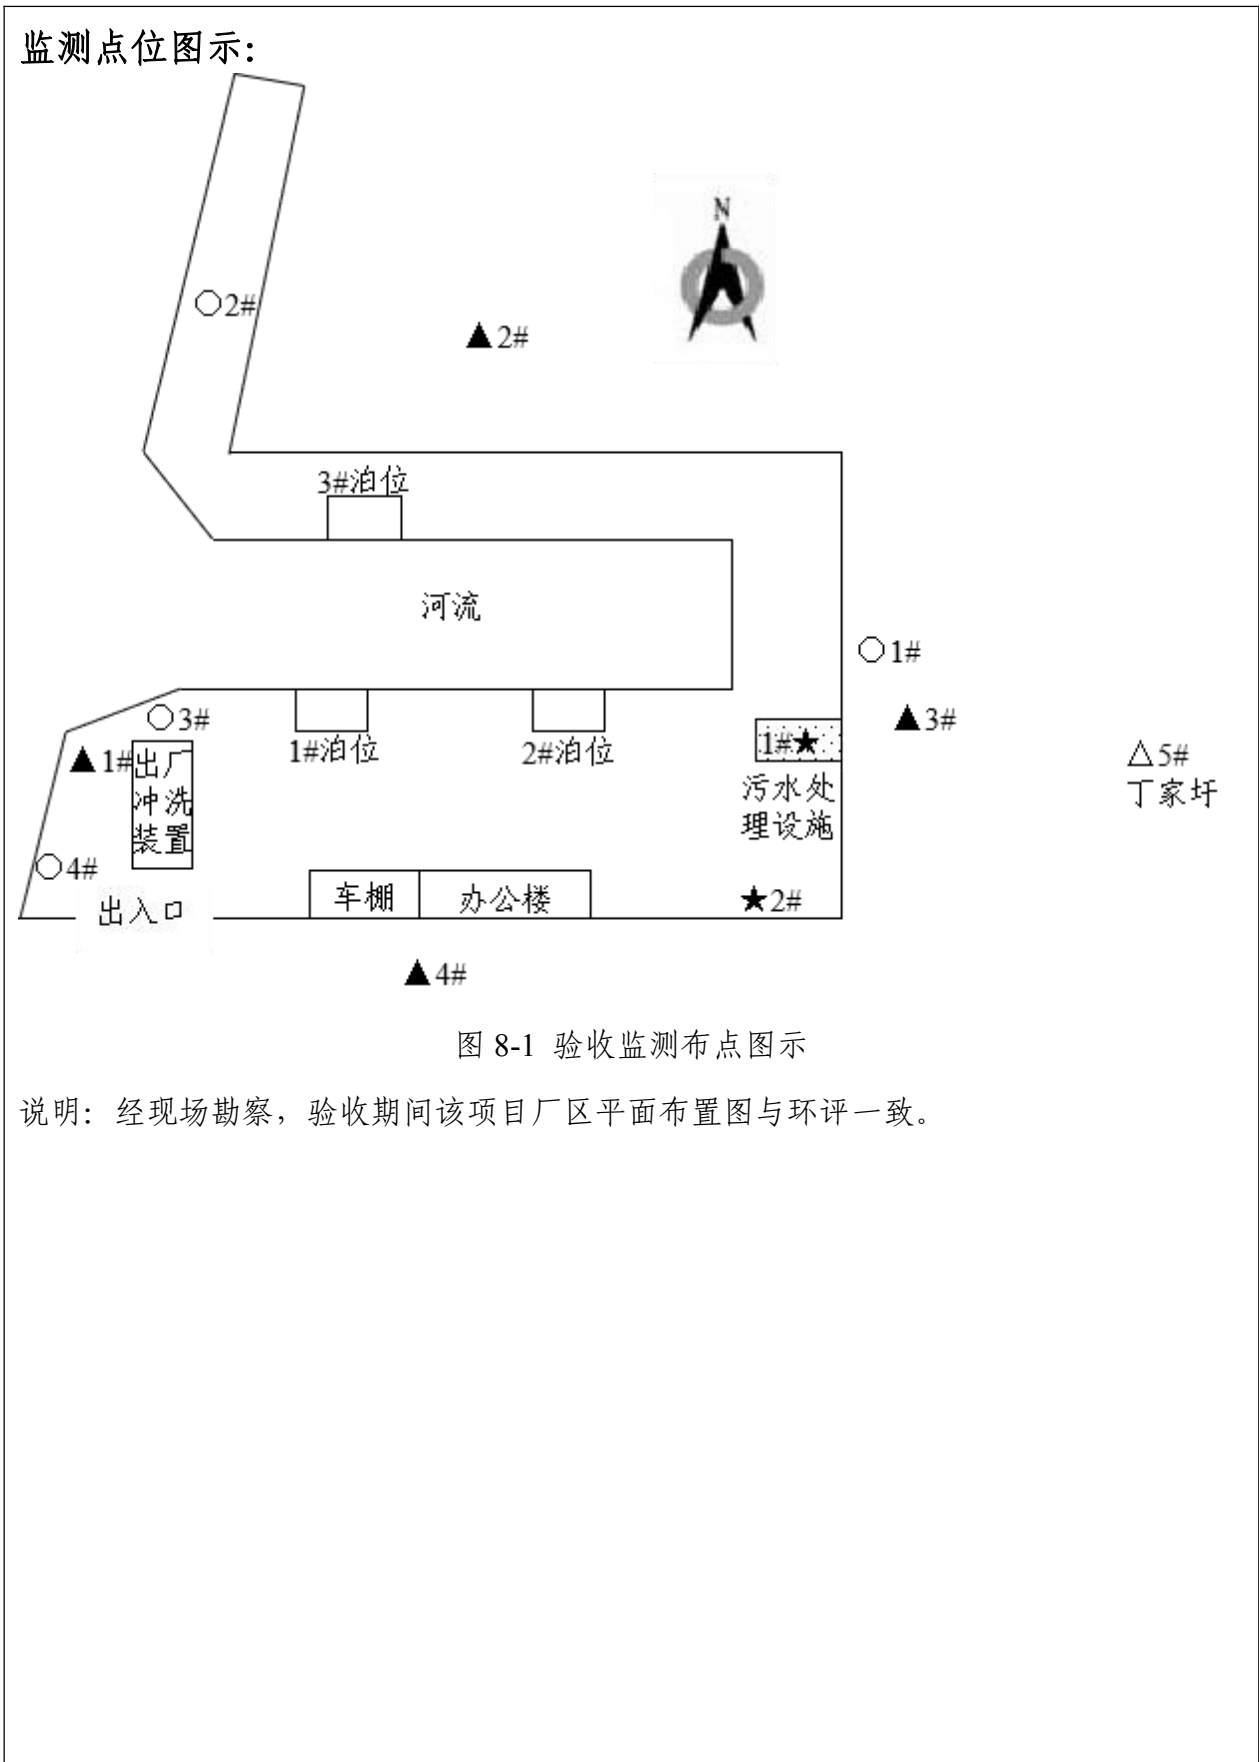 监测点位图示：
N
○2#
▲2#
3#泊位
河流
○1#
○3#
▲3#
▲1#
出厂
冲洗
装置
1#泊位
2#泊位
1#★
污水处
理设施
△5#
丁家圩
○4#
出入口
车棚
办公楼
★2#
▲4#
图 8-1 验收监测布点图示
说明：经现场勘察，验收期间该项目厂区平面布置图与环评一致。